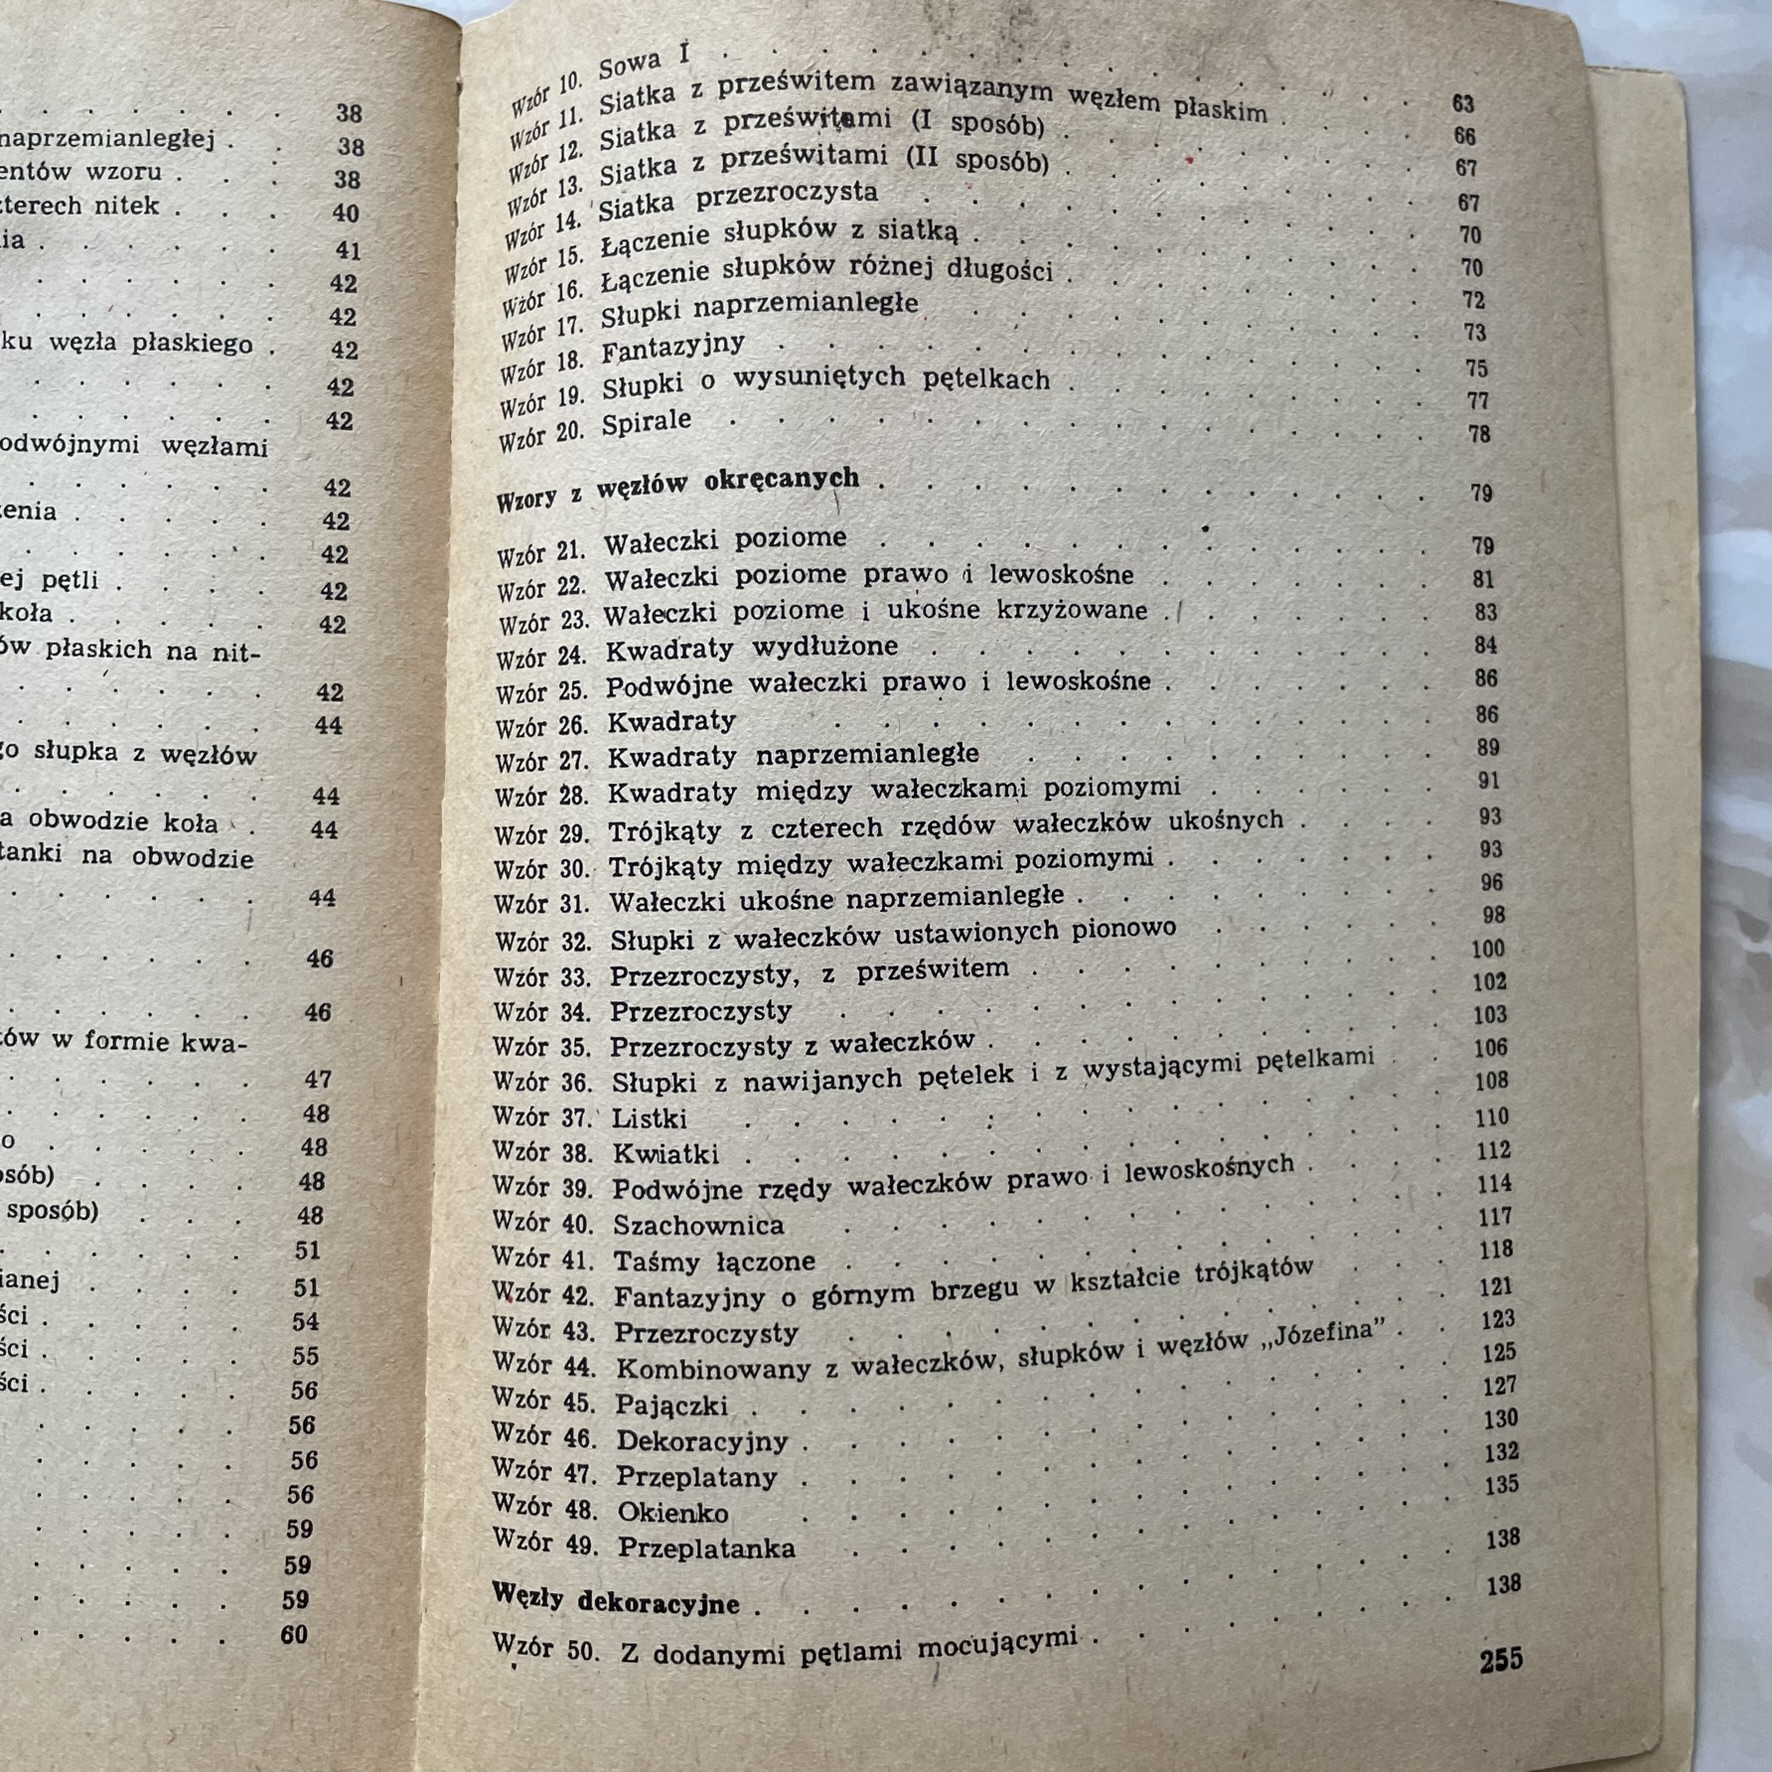 . . . . . . 38
naprzemianległej . . 38
entów wzoru . . . 38
terech nitek . . . 40
ia . . . . . 41
. . . . . . 42
. . . . . . 42
ku węzła płaskiego . 42
. . . . . . 42
. . . . . . 42
odwójnymi węzłami
. . . . . . 42
enia . . . . . 42
. . . . . . 42
ej pętli . . . . 42
koła . . . . . 42
ów płaskich na nit-
. . . . . . 42
. . . . . . 44
go słupka z węzłów
. . . . . . 44
a obwodzie koła . 44
tanki na obwodzie
. . . . . . 44
. . . . . . 46
. . . . . . 46
ów w formie kwa-
. . . . . . 47
. . . . . . 48
o . . . . . 48
osób) . . . . 48
sposób) . . . 48
. . . . . . 51
ianej . . . . 51
ści . . . . . 54
ści . . . . . 55
ści . . . . . 56
. . . . . 56
. . . . . 56
. . . . . 56
. . . . . 59
. . . . . 59
. . . . . 59
. . . . . 60
Wzór 10. Sowa I . . . . . . . . . . 63
Wzór 11. Siatka z prześwitem zawiązanym węzłem płaskim . . . 66
Wzór 12. Siatka z prześwitami (I sposób) . . . . . . . 67
Wzór 13. Siatka z prześwitami (II sposób) . . . . . . . 67
Wzór 14. Siatka przezroczysta . . . . . . . . . 70
Wzór 15. Łączenie słupków z siatką . . . . . . . . 70
Wzór 16. Łączenie słupków różnej długości . . . . . . . 72
Wzór 17. Słupki naprzemianległe . . . . . . . . 73
Wzór 18. Fantazyjny . . . . . . . . . . 75
Wzór 19. Słupki o wysuniętych pętelkach . . . . . . . 77
Wzór 20. Spirale . . . . . . . . . . 78
Wzory z węzłów okręcanych . . . . . . . . . 79
Wzór 21. Wałeczki poziome . . . . . . . . . 79
Wzór 22. Wałeczki poziome prawo i lewoskośne . . . . . . 81
Wzór 23. Wałeczki poziome i ukośne krzyżowane . . . . . . 83
Wzór 24. Kwadraty wydłużone . . . . . . . . . 84
Wzór 25. Podwójne wałeczki prawo i lewoskośne . . . . . . 86
Wzór 26. Kwadraty . . . . . . . . . . 86
Wzór 27. Kwadraty naprzemianległe . . . . . . . . 89
Wzór 28. Kwadraty między wałeczkami poziomymi . . . . . 91
Wzór 29. Trójkąty z czterech rzędów wałeczków ukośnych . . . . 93
Wzór 30. Trójkąty między wałeczkami poziomymi . . . . . . 93
Wzór 31. Wałeczki ukośne naprzemianległe . . . . . . . 96
Wzór 32. Słupki z wałeczków ustawionych pionowo . . . . . 98
Wzór 33. Przezroczysty, z prześwitem . . . . . . . . 100
Wzór 34. Przezroczysty . . . . . . . . . . 102
Wzór 35. Przezroczysty z wałeczków . . . . . . . . 103
Wzór 36. Słupki z nawijanych pętelek i z wystającymi pętelkami . . 106
Wzór 37. Listki . . . . . . . . . . 108
Wzór 38. Kwiatki . . . . . . . . . . 110
Wzór 39. Podwójne rzędy wałeczków prawo i lewoskośnych . . . . 112
Wzór 40. Szachownica . . . . . . . . . . 114
Wzór 41. Taśmy łączone . . . . . . . . . . 117
Wzór 42. Fantazyjny o górnym brzegu w kształcie trójkątów . . . 118
Wzór 43. Przezroczysty . . . . . . . . . . 121
Wzór 44. Kombinowany z wałeczków, słupków i węzłów „Józefina” . . 123
Wzór 45. Pajączki . . . . . . . . . . 125
Wzór 46. Dekoracyjny . . . . . . . . . . 127
Wzór 47. Przeplatany . . . . . . . . . . 130
Wzór 48. Okienko . . . . . . . . . . 132
Wzór 49. Przeplatanka . . . . . . . . . . 135
Węzły dekoracyjne . . . . . . . . . . 138
Wzór 50. Z dodanymi pętlami mocującymi . . . . . . . 138
255